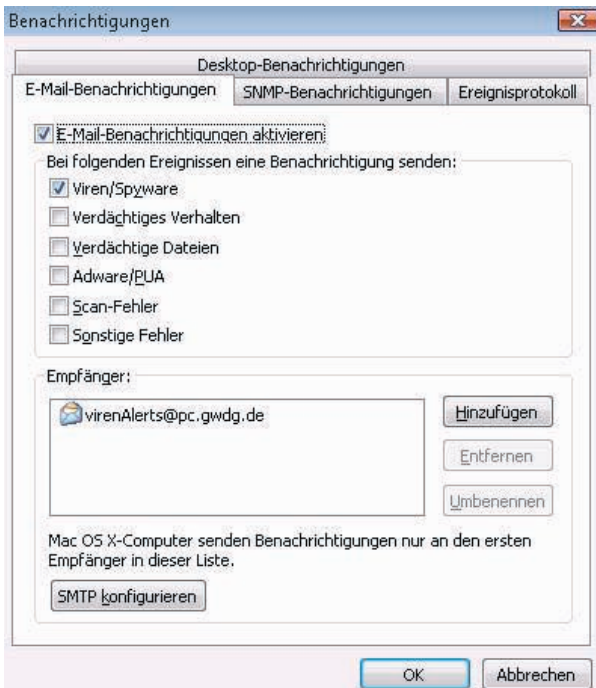 Benachrichtigungen
Desktop-Benachrichtigungen
E-Mail-Benachrichtigungen
SNMP-Benachrichtigungen
Ereignisprotokoll
E-Mail-Benachrichtigungen aktivieren
Bei folgenden Ereignissen eine Benachrichtigung senden:
Viren/Spyware
Verdächtiges Verhalten
Verdächtige Dateien
Adware/PUA
Scan-Fehler
Sonstige Fehler
Empfänger:
virenAlerts@pc.gwdg.de
Hinzufügen
Entfernen
Umbenennen
Mac OS X-Computer senden Benachrichtigungen nur an den ersten
Empfänger in dieser Liste.
SMTP konfigurieren
OK
Abbrechen